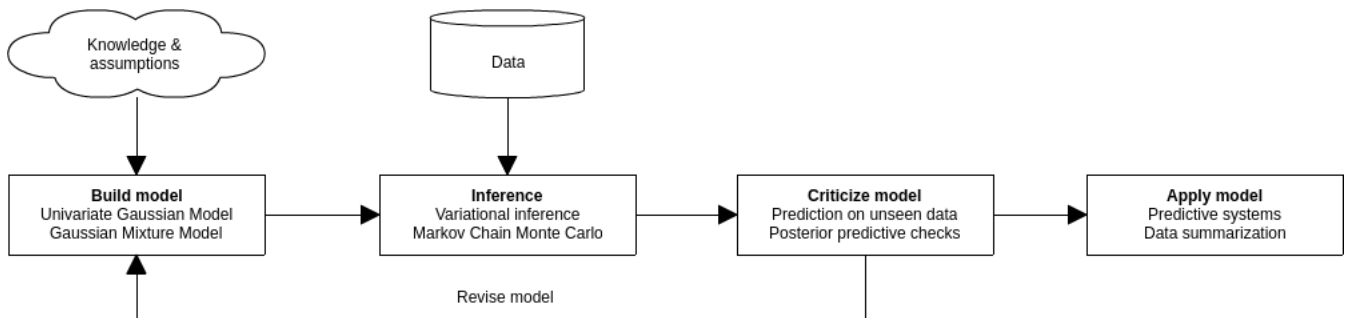 Knowledge &
assumptions
Data
Build model
Univariate Gaussian Model
Gaussian Mixture Model
Inference
Variational inference
Markov Chain Monte Carlo
Criticize model
Prediction on unseen data
Posterior predictive checks
Apply model
Predictive systems
Data summarization
Revise model